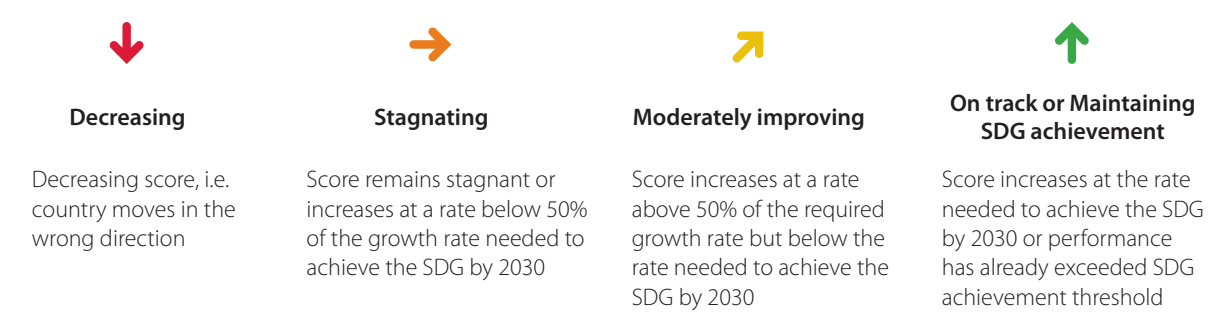 Decreasing
Decreasing score, i.e.
country moves in the
wrong direction
Stagnating
Score remains stagnant or
increases at a rate below 50%
of the growth rate needed to
achieve the SDG by 2030
Moderately improving
Score increases at a rate
above 50% of the required
growth rate but below the
rate needed to achieve the
SDG by 2030
On track or Maintaining
SDG achievement
Score increases at the rate
needed to achieve the SDG
by 2030 or performance
has already exceeded SDG
achievement threshold